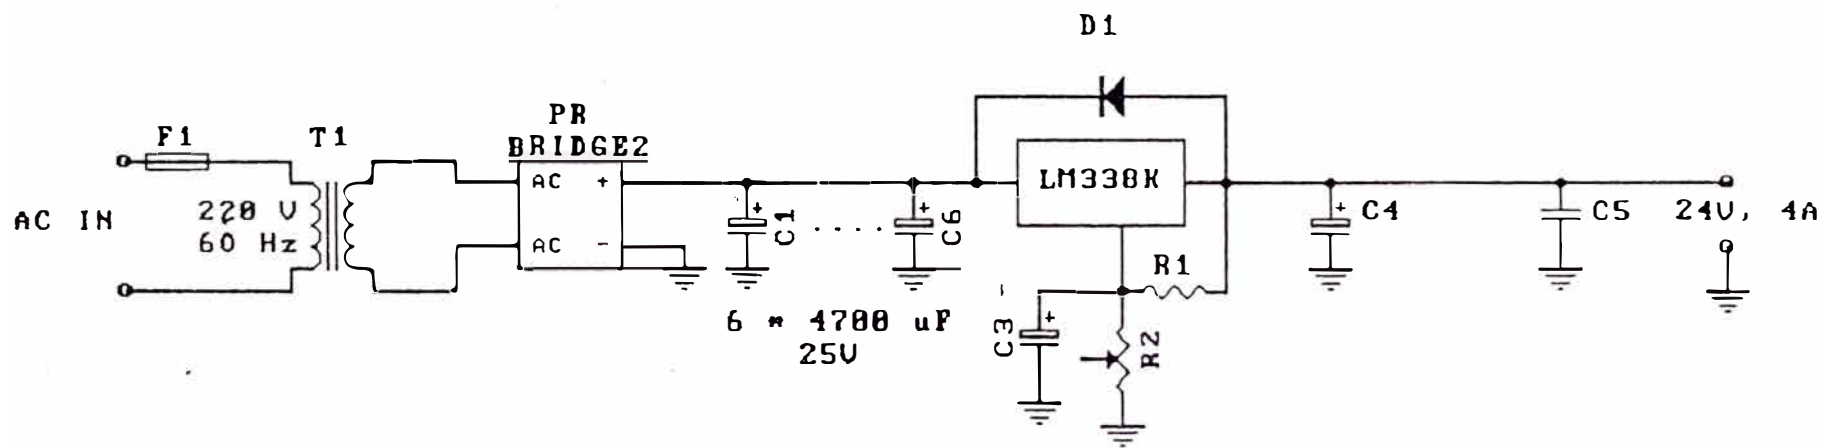 D1
PR
BRIDGE2
F1
T1
AC +
LM338K
AC IN
220 V
60 Hz
C1
....
C6
C4
C5
24V, 4A
AC -
R1
6 * 4700 uF
25V
C3
R2